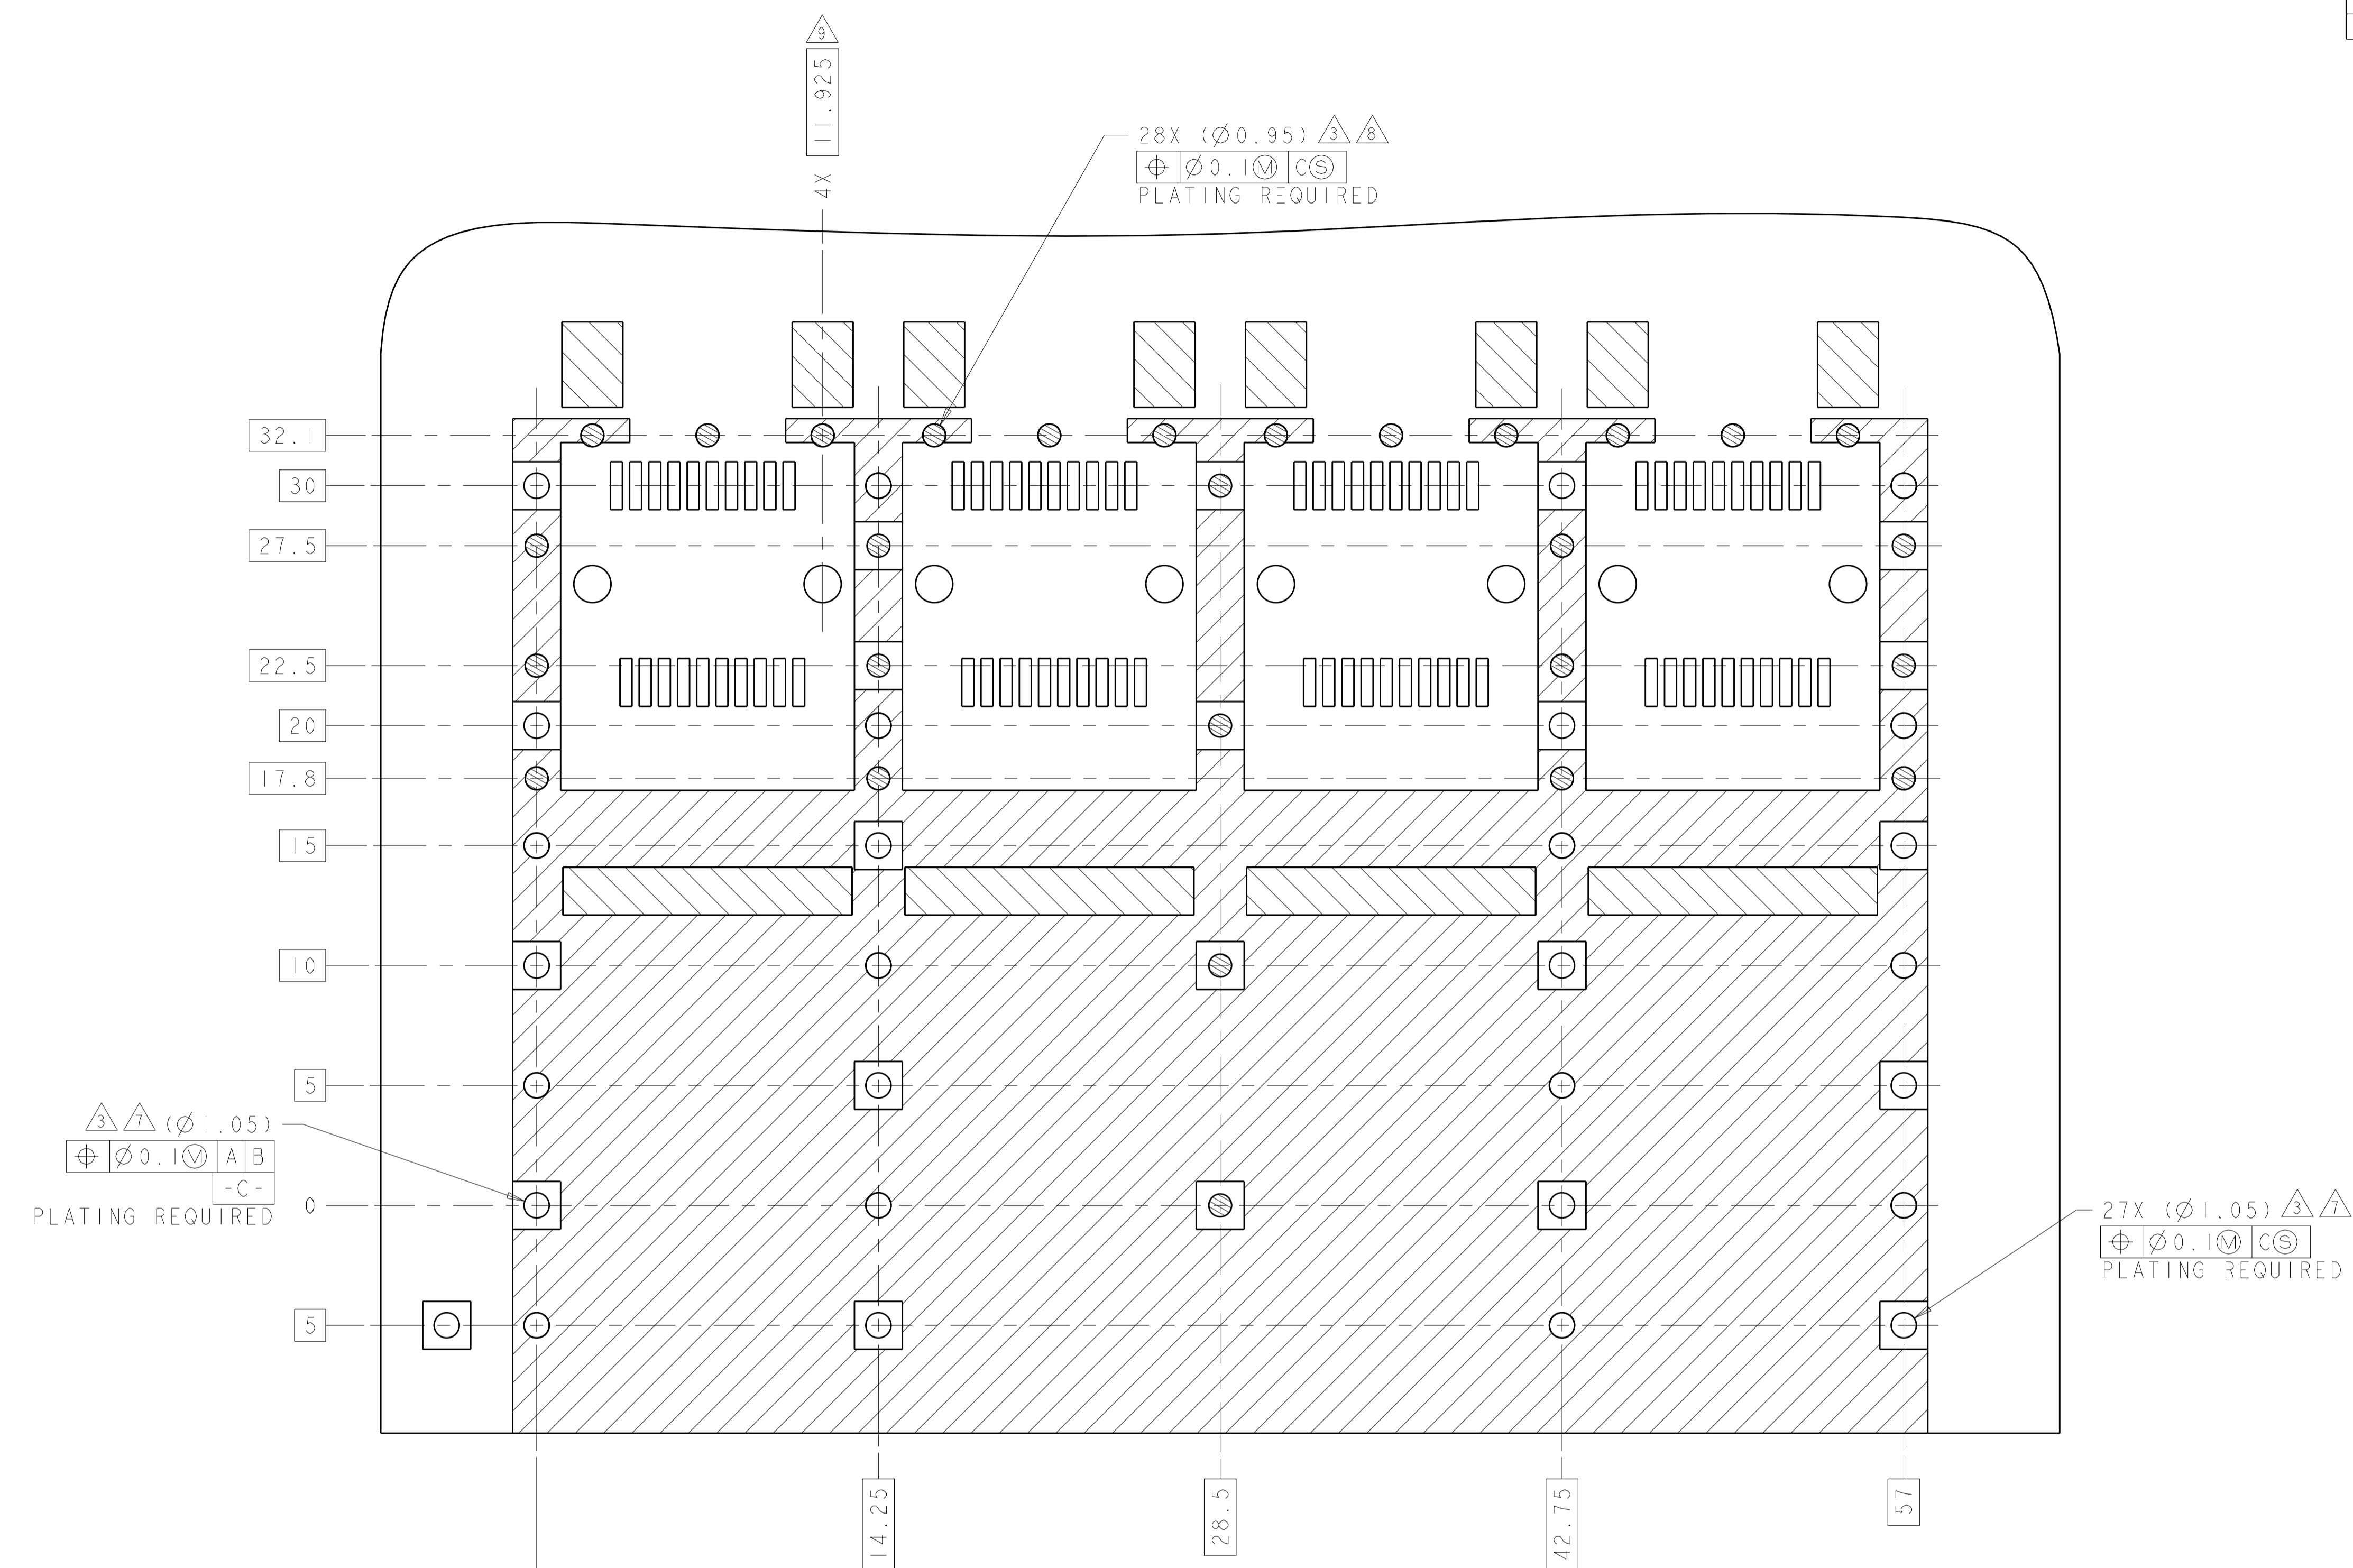 9
4X 11.925
28X (Ø0.95) 3 8
⌖ Ø0.1Ⓜ CⓈ
PLATING REQUIRED
32.1
30
27.5
22.5
20
17.8
15
10
5
3 7 (Ø1.05)
⌖ Ø0.1Ⓜ A B
-C-
PLATING REQUIRED
0
27X (Ø1.05) 3 7
⌖ Ø0.1Ⓜ CⓈ
PLATING REQUIRED
5
14.25
28.5
42.75
57